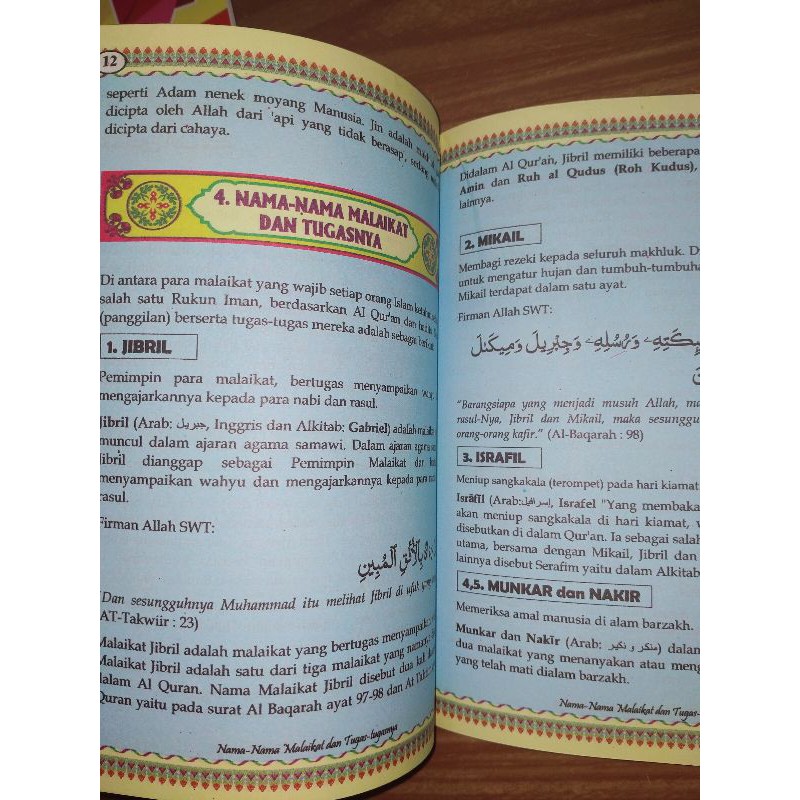 12
seperti Adam nenek moyang Manusia. Jin adalah
dicipta oleh Allah dari 'api yang tidak berasap', sedang
dicipta dari cahaya.
4. NAMA-NAMA MALAIKAT
DAN TUGASNYA
Di antara para malaikat yang wajib setiap orang Islam
salah satu Rukun Iman, berdasarkan Al Qur'an dan
(panggilan) berserta tugas-tugas mereka adalah sebagai
1. JIBRIL
Pemimpin para malaikat, bertugas menyampaikan
mengajarkannya kepada para nabi dan rasul.
Jibril (Arab: جبريل, Inggris dan Alkitab: Gabriel) adalah
muncul dalam ajaran agama samawi. Dalam ajaran
Jibril dianggap sebagai Pemimpin Malaikat dar
menyampaikan wahyu dan mengajarkannya kepada para
rasul.
Firman Allah SWT:
بِالْأُفُقِ الْمُبِينِ
"Dan sesungguhnya Muhammad itu melihat Jibril di ufuk
AT-Takwiir : 23)
Malaikat Jibril adalah malaikat yang bertugas menyampaikan
Malaikat Jibril adalah satu dari tiga malaikat yang
dalam Al Quran. Nama Malaikat Jibril disebut dua kali
Quran yaitu pada surat Al Baqarah ayat 97-98 dan At
Nama-Nama Malaikat dan Tugas-tugasnya
Didalam Al Qur'an, Jibril memiliki beberapa
Amin dan Ruh al Qudus (Roh Kudus),
lainnya.
2. MIKAIL
Membagi rezeki kepada seluruh makhluk.
untuk mengatur hujan dan tumbuh-tumbuha
Mikail terdapat dalam satu ayat.
Firman Allah SWT:
وَرُسُلِهِ وَجِبْرِيلَ وَمِيكَىٰلَ
"Barangsiapa yang menjadi musuh Allah, ma
rasul-Nya, Jibril dan Mikail, maka sesungg
orang-orang kafir." (Al-Baqarah : 98)
3. ISRAFIL
Meniup sangkakala (terompet) pada hari kiamat
Isrāfīl (Arab: إسرافيل, Israfel "Yang membaka
akan meniup sangkakala di hari kiamat,
disebutkan di dalam Qur'an. Ia sebagai salah
utama, bersama dengan Mikail, Jibril dan
lainnya disebut Serafim yaitu dalam Alkitab
4,5. MUNKAR dan NAKIR
Memeriksa amal manusia di alam barzakh.
Munkar dan Nakīr (Arab: منكر و نكير) dalam
dua malaikat yang menanyakan atau meng
yang telah mati dialam barzakh.
Nama-Nama Malaikat dan Tugas-